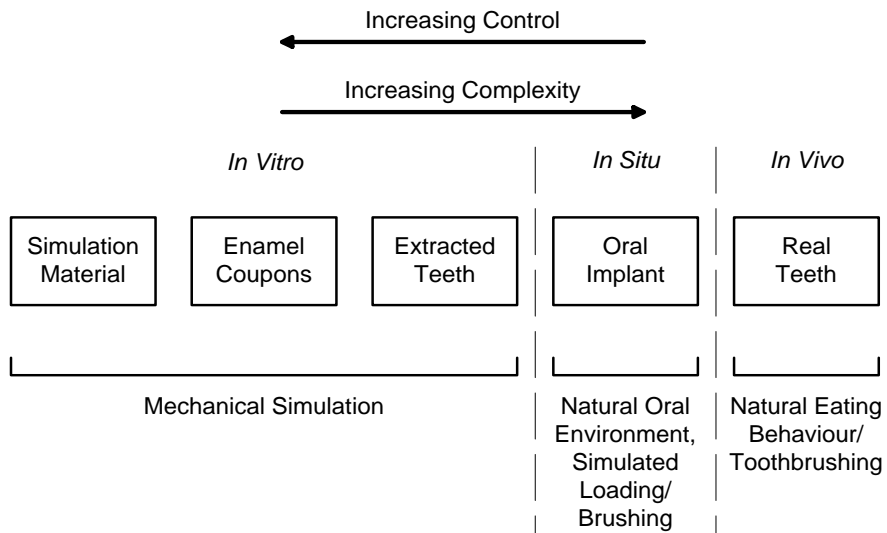 Increasing Control
Increasing Complexity
In Vitro
In Situ
In Vivo
Simulation
Material
Enamel
Coupons
Extracted
Teeth
Oral
Implant
Real
Teeth
Mechanical Simulation
Natural Oral
Environment,
Simulated
Loading/
Brushing
Natural Eating
Behaviour/
Toothbrushing